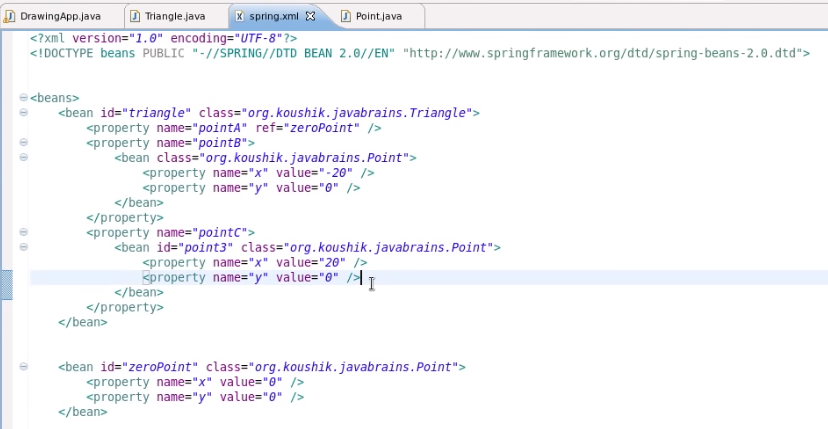 DrawingApp.java Triangle.java spring.xml Point.java
<?xml version="1.0" encoding="UTF-8"?>
<!DOCTYPE beans PUBLIC "-//SPRING//DTD BEAN 2.0//EN" "http://www.springframework.org/dtd/spring-beans-2.0.dtd">
<beans>
    <bean id="triangle" class="org.koushik.javabrains.Triangle">
        <property name="pointA" ref="zeroPoint" />
        <property name="pointB">
            <bean class="org.koushik.javabrains.Point">
                <property name="x" value="-20" />
                <property name="y" value="0" />
            </bean>
        </property>
        <property name="pointC">
            <bean id="point3" class="org.koushik.javabrains.Point">
                <property name="x" value="20" />
                <property name="y" value="0" />
            </bean>
        </property>
    </bean>
    <bean id="zeroPoint" class="org.koushik.javabrains.Point">
        <property name="x" value="0" />
        <property name="y" value="0" />
    </bean>